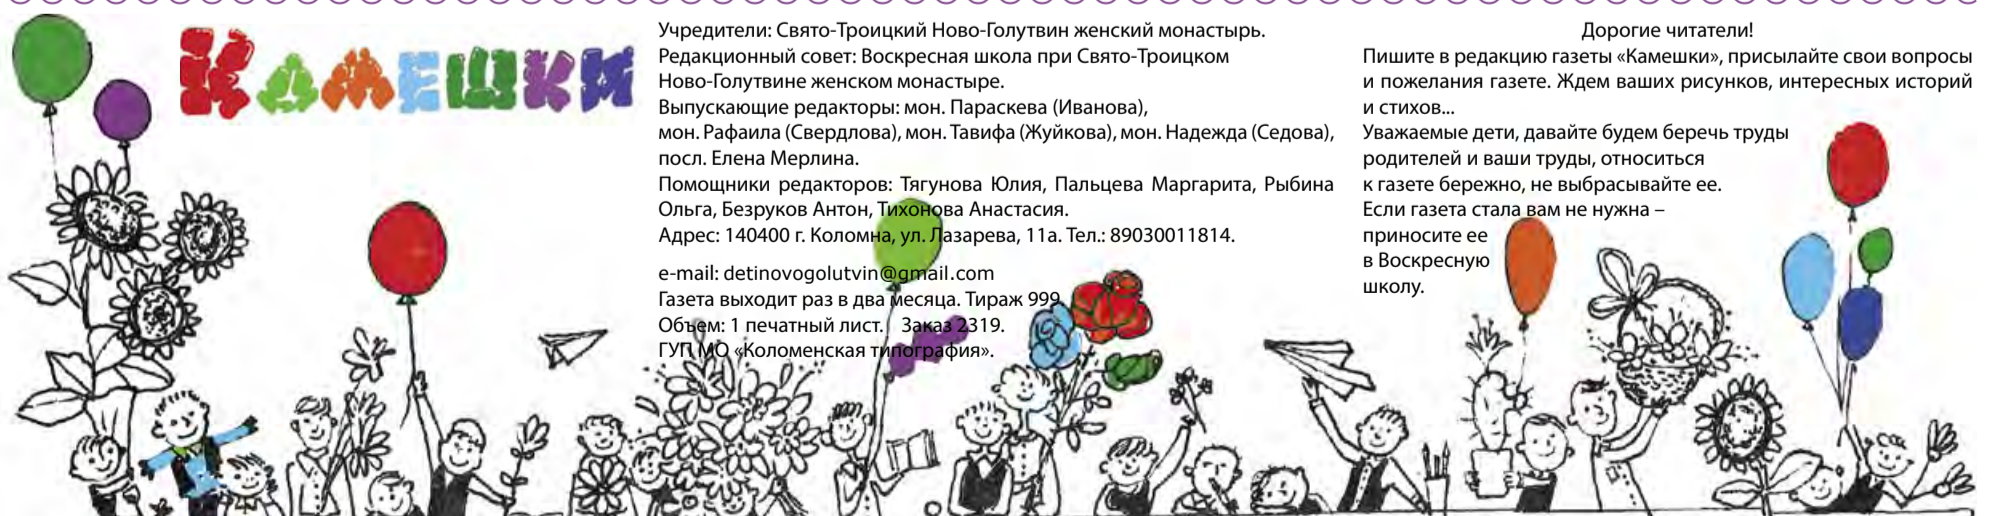 Камешки
Учредители: Свято-Троицкий Ново-Голутвин женский монастырь.
Редакционный совет: Воскресная школа при Свято-Троицком
Ново-Голутвине женском монастыре.
Выпускающие редакторы: мон. Параскева (Иванова),
мон. Рафаила (Свердлова), мон. Тавифа (Жуйкова), мон. Надежда (Седова),
посл. Елена Мерлина.
Помощники редакторов: Тягунова Юлия, Пальцева Маргарита, Рыбина
Ольга, Безруков Антон, Тихонова Анастасия.
Адрес: 140400 г. Коломна, ул. Лазарева, 11а. Тел.: 89030011814.
e-mail: detinovogolutvin@gmail.com
Газета выходит раз в два месяца. Тираж 999
Объем: 1 печатный лист. Заказ 2319.
ГУП МО «Коломенская типография».
Дорогие читатели!
Пишите в редакцию газеты «Камешки», присылайте свои вопросы
и пожелания газете. Ждем ваших рисунков, интересных историй
и стихов...
Уважаемые дети, давайте будем беречь труды
родителей и ваши труды, относиться
к газете бережно, не выбрасывайте ее.
Если газета стала вам не нужна –
приносите ее
в Воскресную
школу.